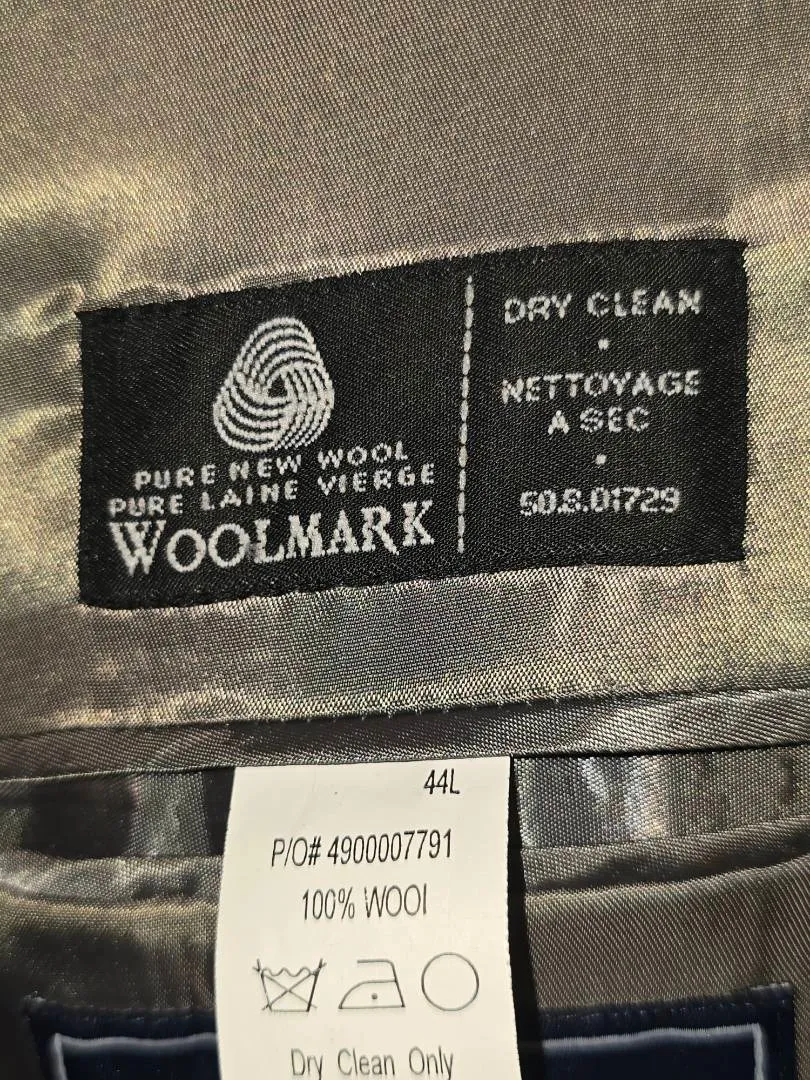 PURE NEW WOOL
PURE LAINE VIERGE
WOOLMARK
DRY CLEAN
•
NETTOYAGE
A SEC
•
50.8.01729
44L
P/O# 4900007791
100% WOOl
Dry Clean Only